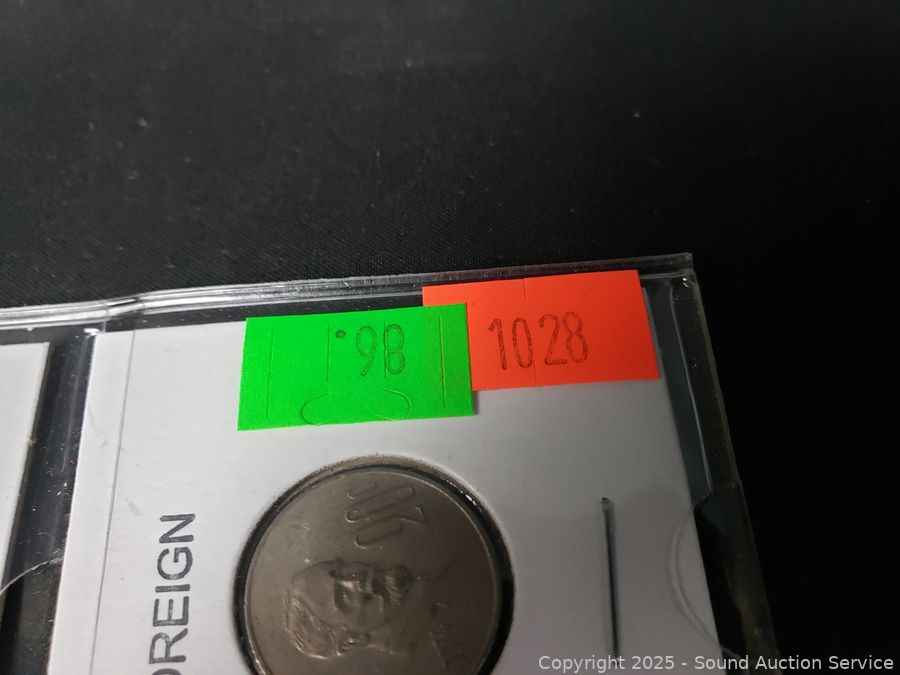 .98
1028
OREIGN
Copyright 2025 - Sound Auction Service